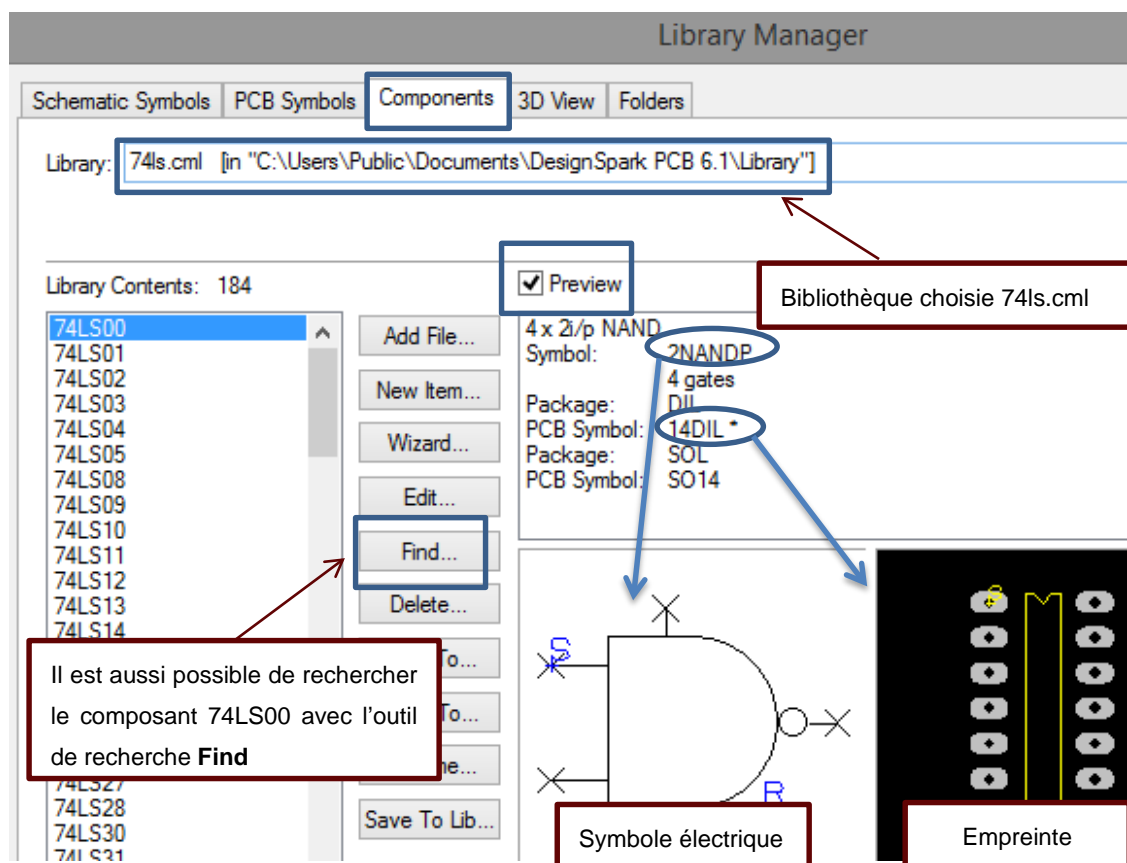 Library Manager
Schematic Symbols PCB Symbols Components 3D View Folders
Library: 74ls.cml [in "C:\Users\Public\Documents\DesignSpark PCB 6.1\Library"]
Bibliothèque choisie 74ls.cml
Library Contents: 184
Preview
74LS00
74LS01
74LS02
74LS03
74LS04
74LS05
74LS08
74LS09
74LS10
74LS11
74LS12
74LS13
74LS14
74LS27
74LS28
74LS30
74LS31
Add File...
New Item...
Wizard...
Edit...
Find...
Delete...
To...
To...
Save To Lib...
4 x 2i/p NAND
Symbol: 2NANDP
4 gates
Package: DIL
PCB Symbol: 14DIL *
Package: SOL
PCB Symbol: SO14
Il est aussi possible de rechercher
le composant 74LS00 avec l’outil
de recherche Find
S
R
Symbole électrique
S
Empreinte